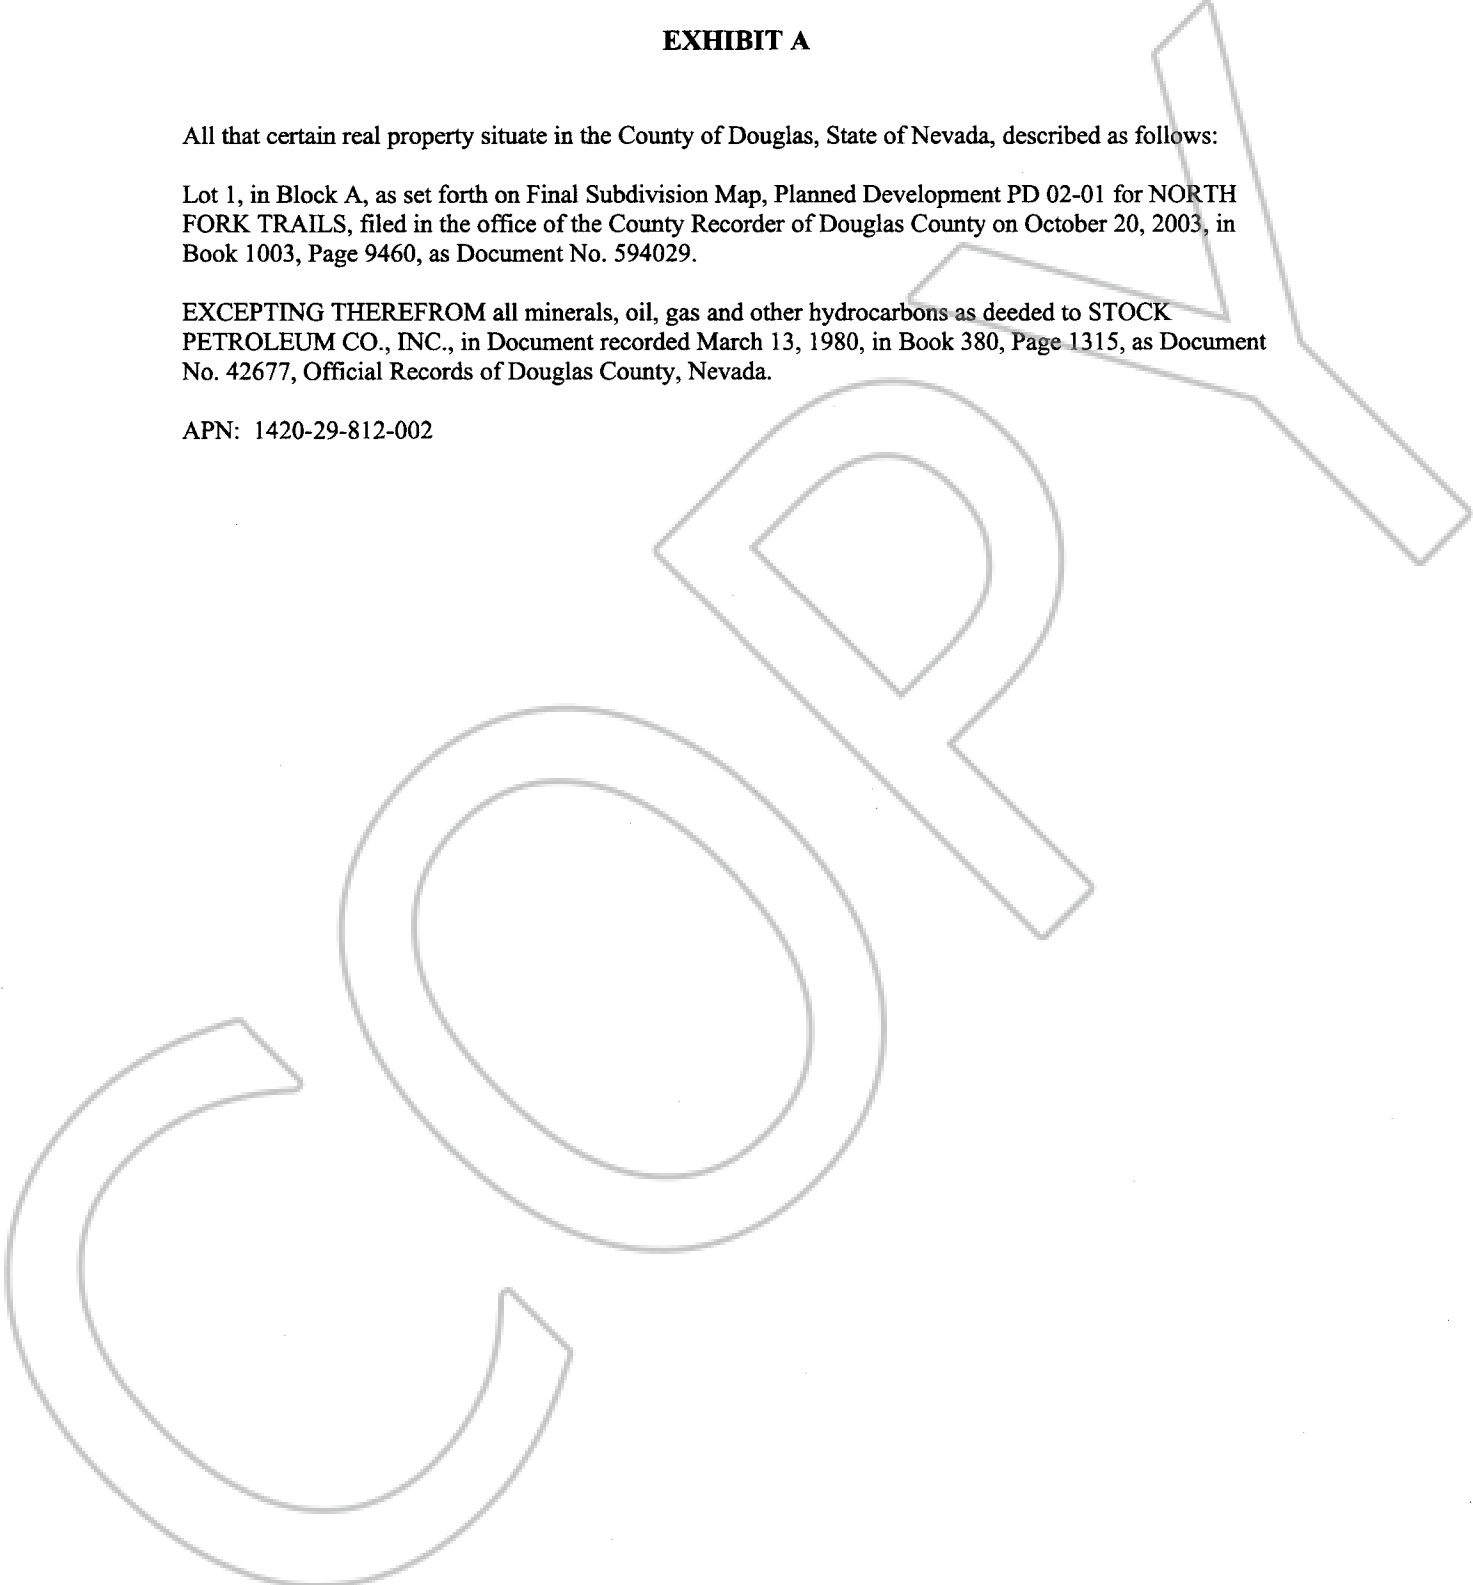 EXHIBIT A
All that certain real property situate in the County of Douglas, State of Nevada, described as follows:
Lot 1, in Block A, as set forth on Final Subdivision Map, Planned Development PD 02-01 for NORTH
FORK TRAILS, filed in the office of the County Recorder of Douglas County on October 20, 2003, in
Book 1003, Page 9460, as Document No. 594029.
EXCEPTING THEREFROM all minerals, oil, gas and other hydrocarbons as deeded to STOCK
PETROLEUM CO., INC., in Document recorded March 13, 1980, in Book 380, Page 1315, as Document
No. 42677, Official Records of Douglas County, Nevada.
APN: 1420-29-812-002
COPY